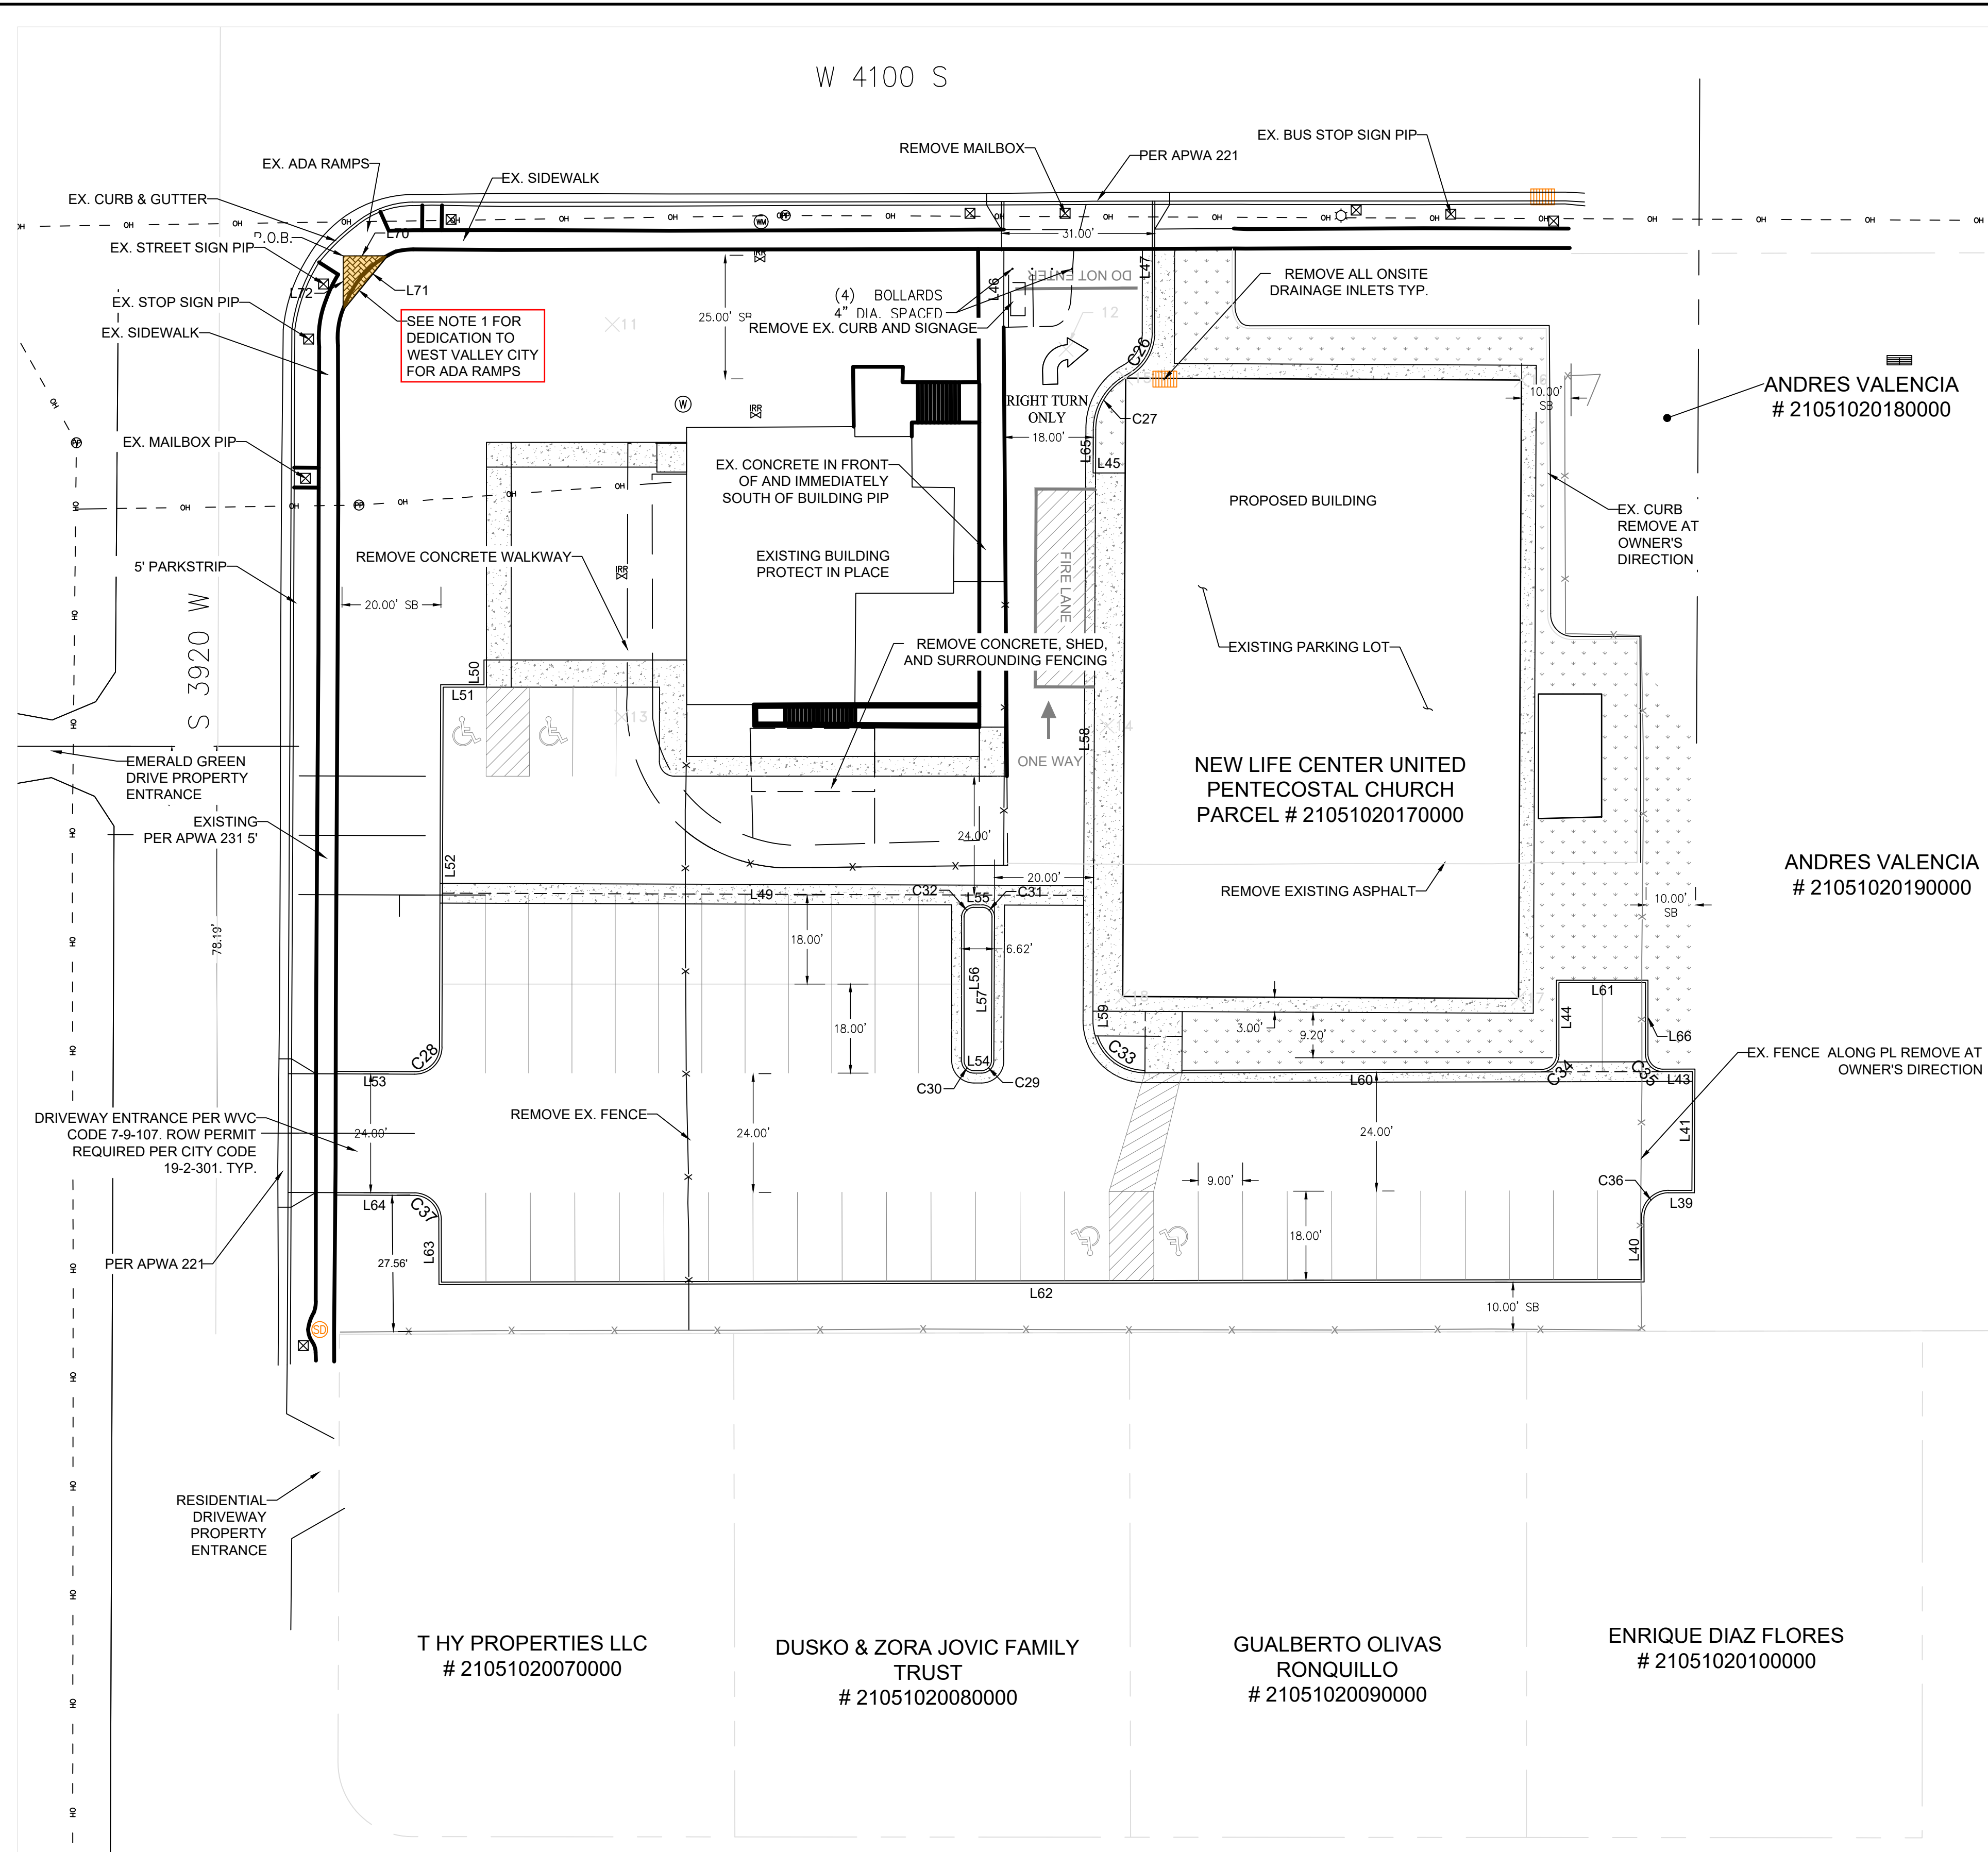 W 4100 S
EX. BUS STOP SIGN PIP
REMOVE MAILBOX
PER APWA 221
EX. ADA RAMPS
EX. SIDEWALK
EX. CURB & GUTTER
P.O.B.
L70
EX. STREET SIGN PIP
L72
L71
EX. STOP SIGN PIP
EX. SIDEWALK
SEE NOTE 1 FOR
DEDICATION TO
WEST VALLEY CITY
FOR ADA RAMPS
11
25.00' SB
31.00'
DO NOT ENTER
L46
L47
(4) BOLLARDS
4" DIA. SPACED
REMOVE EX. CURB AND SIGNAGE
12
C26
REMOVE ALL ONSITE
DRAINAGE INLETS TYP.
RIGHT TURN
ONLY
C27
18.00'
L65
L45
10.00'
SB
ANDRES VALENCIA
# 21051020180000
EX. MAILBOX PIP
W
IRR
WM
EX. CONCRETE IN FRONT
OF AND IMMEDIATELY
SOUTH OF BUILDING PIP
PROPOSED BUILDING
EX. CURB
REMOVE AT
OWNER'S
DIRECTION
REMOVE CONCRETE WALKWAY
IRR
EXISTING BUILDING
PROTECT IN PLACE
FIRE LANE
5' PARKSTRIP
S 3920 W
20.00' SB
REMOVE CONCRETE, SHED,
AND SURROUNDING FENCING
EXISTING PARKING LOT
L50
L51
13
14
L58
ONE WAY
EMERALD GREEN
DRIVE PROPERTY
ENTRANCE
NEW LIFE CENTER UNITED
PENTECOSTAL CHURCH
PARCEL # 21051020170000
EXISTING
PER APWA 231 5'
24.00'
L52
20.00'
REMOVE EXISTING ASPHALT
ANDRES VALENCIA
# 21051020190000
10.00'
SB
C32
L55
C31
L49
78.19'
18.00'
6.62'
L56
L57
18.00'
L59
3.00'
9.20'
L61
L44
L66
C28
L53
L54
C30
C29
C33
L60
C34
C35
L43
EX. FENCE ALONG PL REMOVE AT
OWNER'S DIRECTION
DRIVEWAY ENTRANCE PER WVC
CODE 7-9-107. ROW PERMIT
REQUIRED PER CITY CODE
19-2-301. TYP.
24.00'
REMOVE EX. FENCE
24.00'
24.00'
L41
9.00'
C36
L39
L64
C37
L63
27.56'
18.00'
L40
PER APWA 221
L62
10.00' SB
SD
RESIDENTIAL
DRIVEWAY
PROPERTY
ENTRANCE
T HY PROPERTIES LLC
# 21051020070000
DUSKO & ZORA JOVIC FAMILY
TRUST
# 21051020080000
GUALBERTO OLIVAS
RONQUILLO
# 21051020090000
ENRIQUE DIAZ FLORES
# 21051020100000